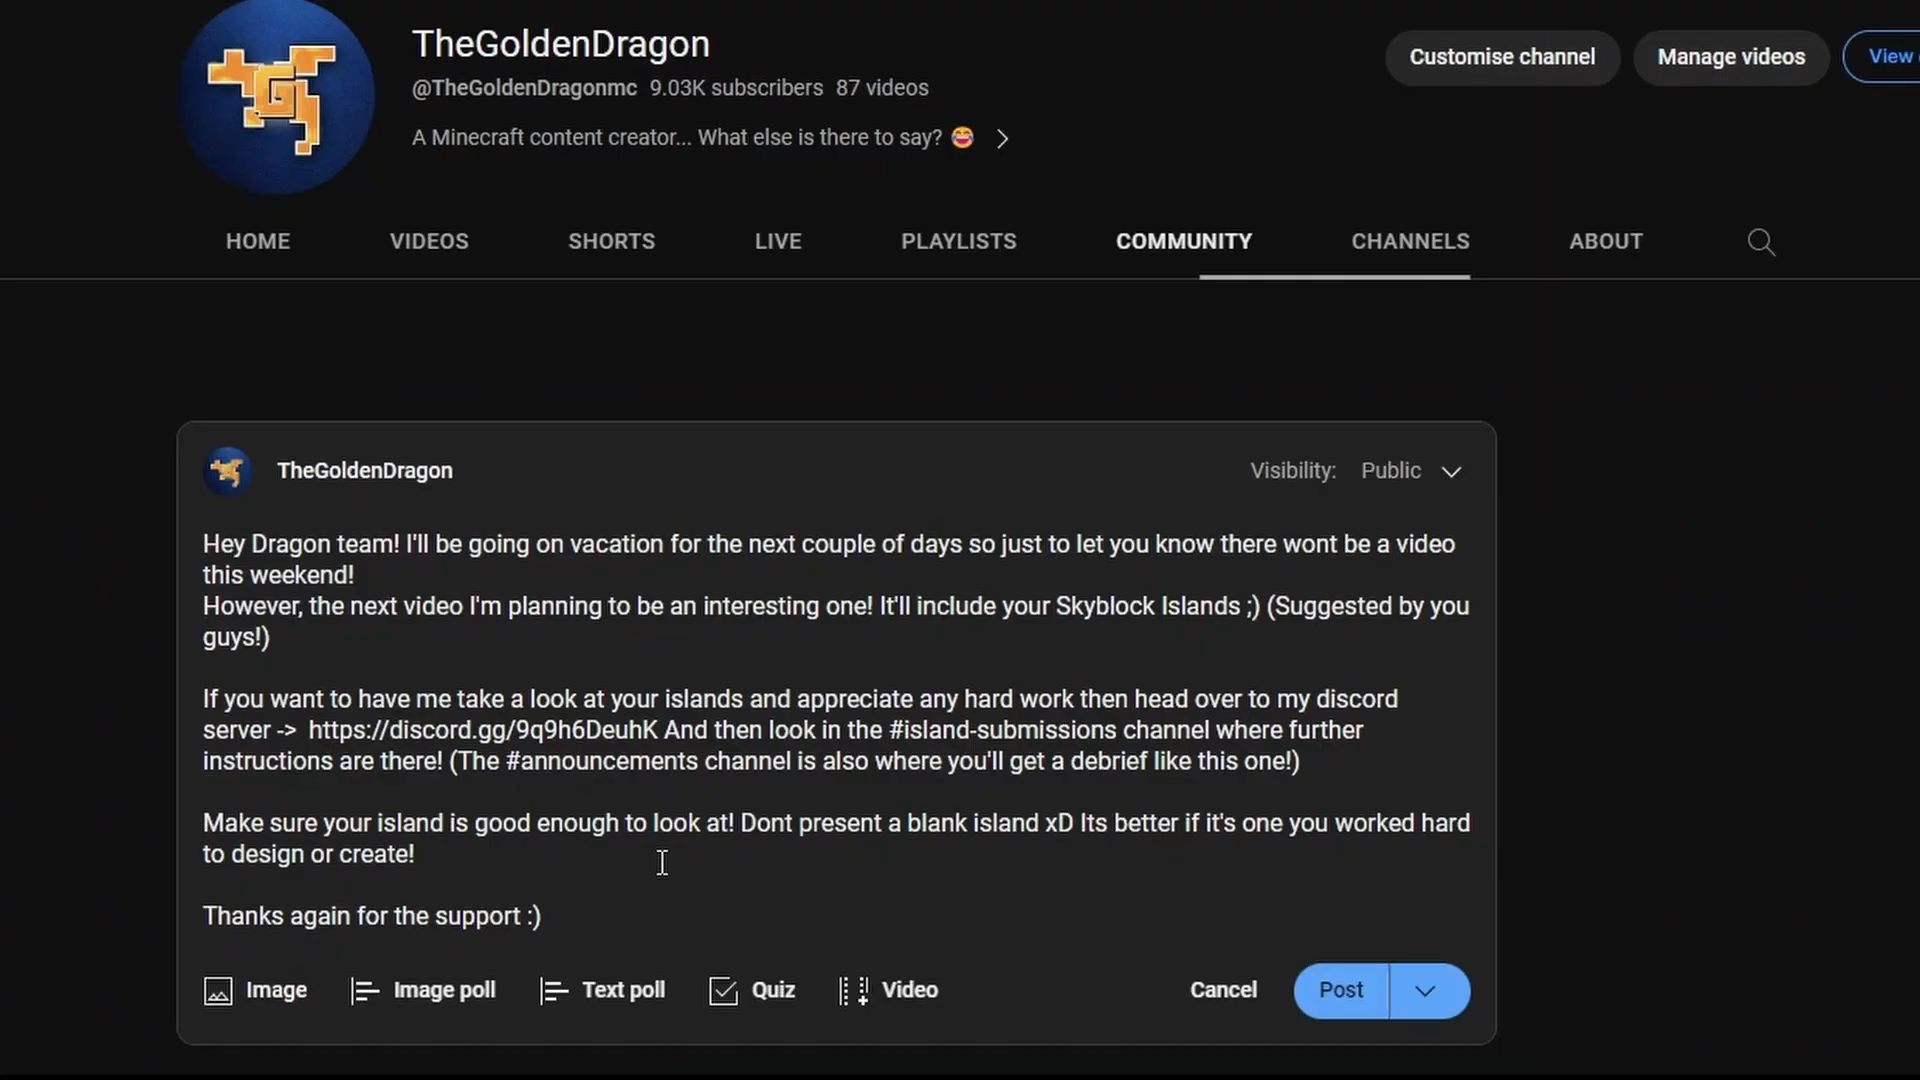 TheGoldenDragon
@TheGoldenDragonmc 9.03K subscribers 87 videos
A Minecraft content creator... What else is there to say? 😂
Customise channel
Manage videos
View
HOME
VIDEOS
SHORTS
LIVE
PLAYLISTS
COMMUNITY
CHANNELS
ABOUT
TheGoldenDragon
Visibility: Public
Hey Dragon team! I'll be going on vacation for the next couple of days so just to let you know there wont be a video
this weekend!
However, the next video I'm planning to be an interesting one! It'll include your Skyblock Islands ;) (Suggested by you
guys!)
If you want to have me take a look at your islands and appreciate any hard work then head over to my discord
server -> https://discord.gg/9q9h6DeuhK And then look in the #island-submissions channel where further
instructions are there! (The #announcements channel is also where you'll get a debrief like this one!)
Make sure your island is good enough to look at! Dont present a blank island xD Its better if it's one you worked hard
to design or create!
Thanks again for the support :)
Image
Image poll
Text poll
Quiz
Video
Cancel
Post